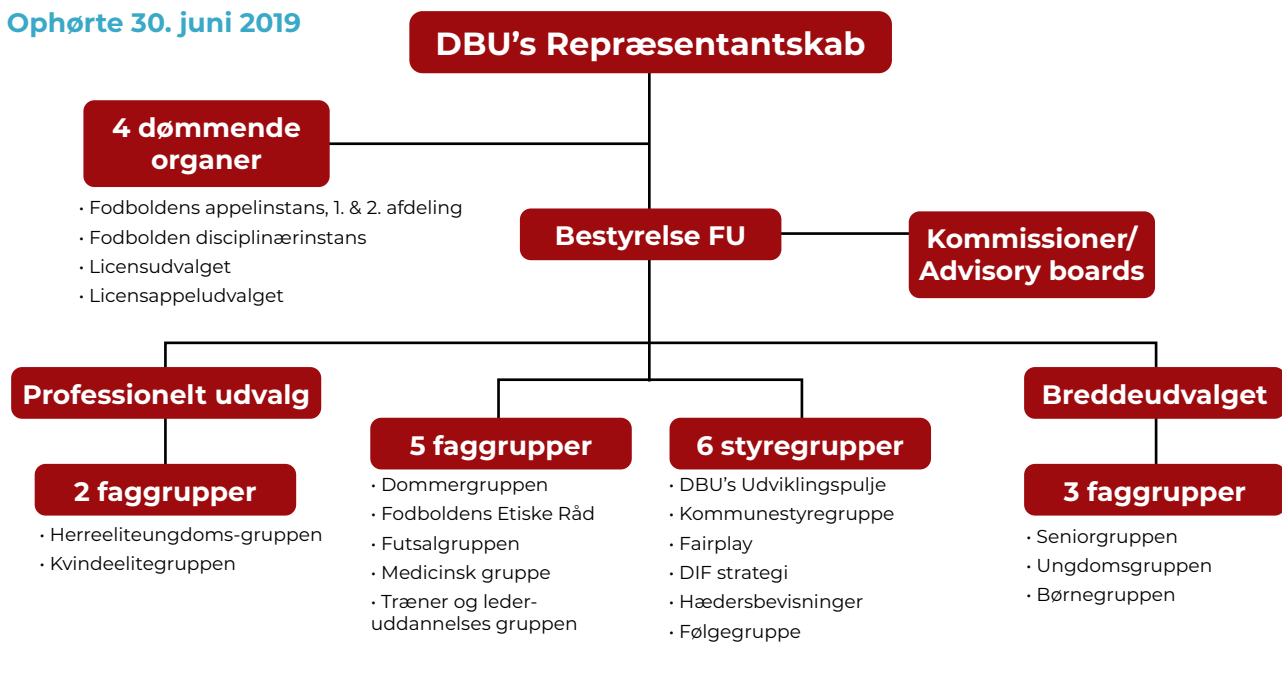 Ophørte 30. juni 2019
DBU’s Repræsentantskab
4 dømmende
organer
· Fodboldens appelinstans, 1. & 2. afdeling
· Fodbolden disciplinærinstans
· Licensudvalget
· Licensappeludvalget
Bestyrelse FU
Kommissioner/
Advisory boards
Professionelt udvalg
2 faggrupper
· Herreeliteungdoms-gruppen
· Kvindeelitegruppen
5 faggrupper
· Dommergruppen
· Fodboldens Etiske Råd
· Futsalgruppen
· Medicinsk gruppe
· Træner og leder-
uddannelses gruppen
6 styregrupper
· DBU’s Udviklingspulje
· Kommunestyregruppe
· Fairplay
· DIF strategi
· Hædersbevisninger
· Følgegruppe
Breddeudvalget
3 faggrupper
· Seniorgruppen
· Ungdomsgruppen
· Børnegruppen